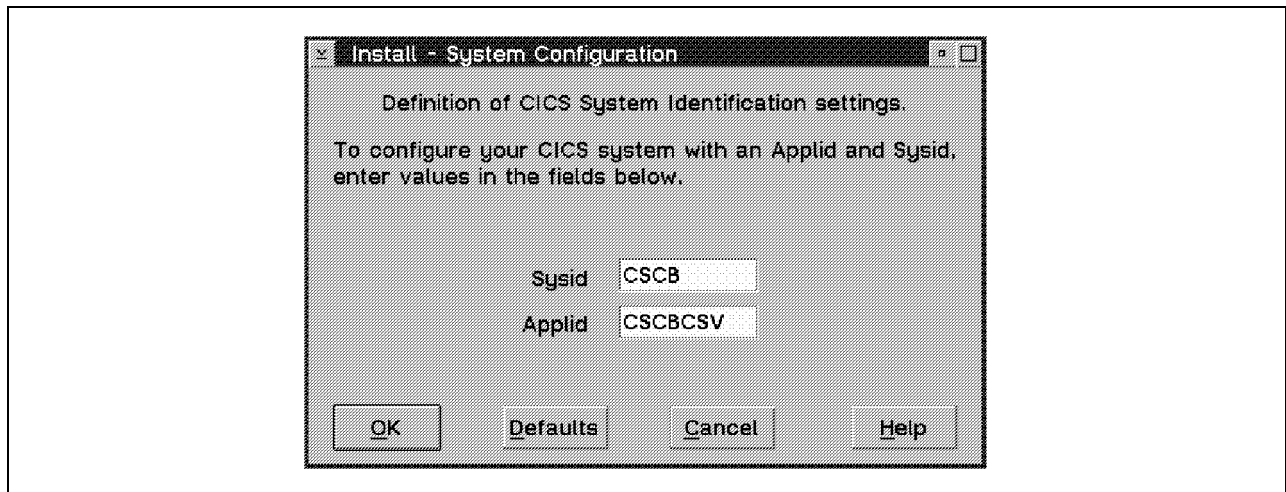 Install - System Configuration
Definition of CICS System Identification settings.
To configure your CICS system with an Applid and Sysid,
enter values in the fields below.
Sysid CSCB
Applid CSCBCSV
OK Defaults Cancel Help